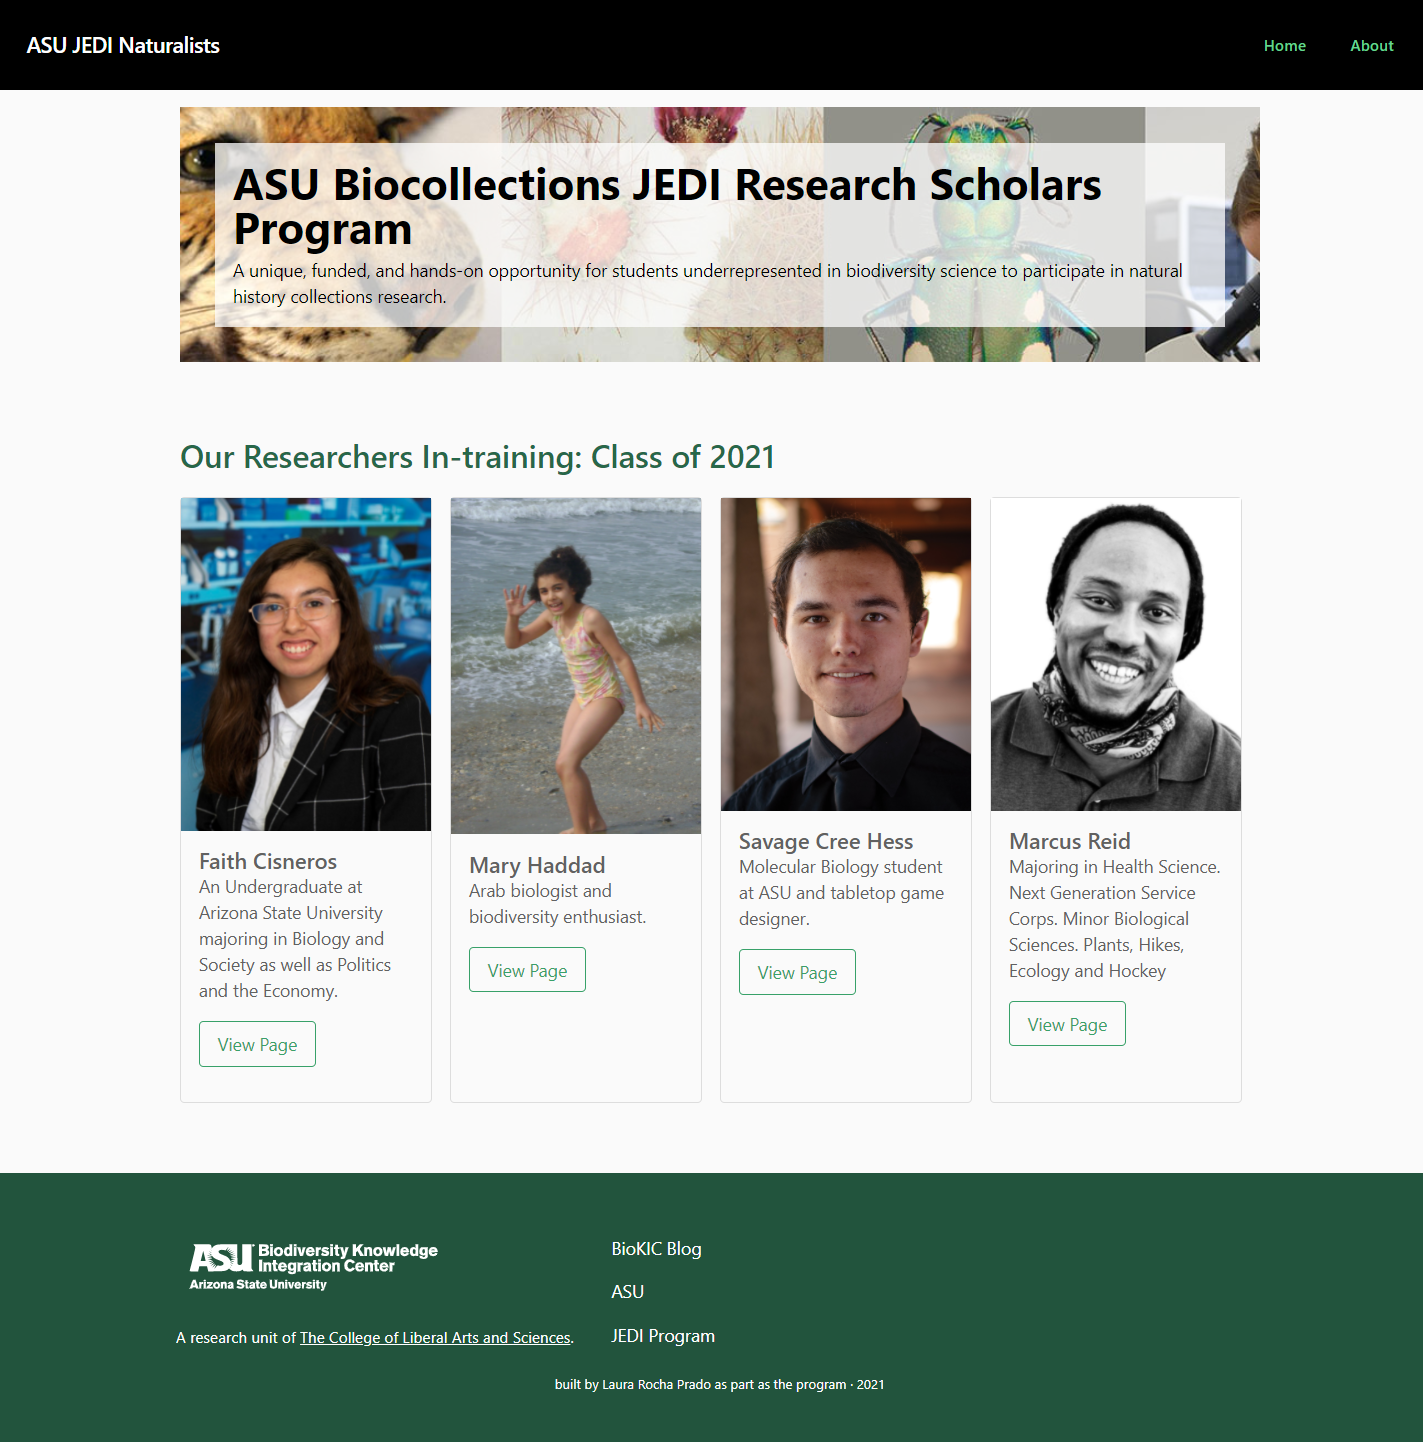 ASU JEDI Naturalists
Home
About
ASU Biocollections JEDI Research Scholars
Program
A unique, funded, and hands-on opportunity for students underrepresented in biodiversity science to participate in natural
history collections research.
Our Researchers In-training: Class of 2021
Faith Cisneros
An Undergraduate at
Arizona State University
majoring in Biology and
Society as well as Politics
and the Economy.
View Page
Mary Haddad
Arab biologist and
biodiversity enthusiast.
View Page
Savage Cree Hess
Molecular Biology student
at ASU and tabletop game
designer.
View Page
Marcus Reid
Majoring in Health Science.
Next Generation Service
Corps. Minor Biological
Sciences. Plants, Hikes,
Ecology and Hockey
View Page
ASU Biodiversity Knowledge
Integration Center
Arizona State University
A research unit of The College of Liberal Arts and Sciences.
BioKIC Blog
ASU
JEDI Program
built by Laura Rocha Prado as part as the program · 2021